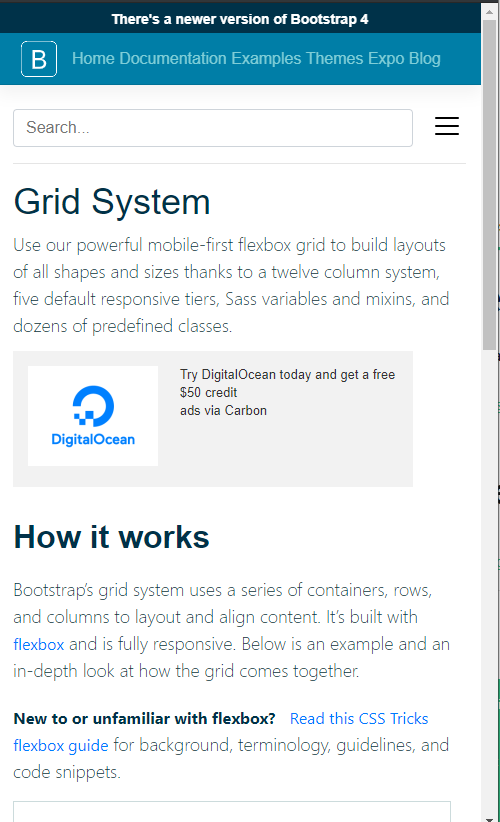 There's a newer version of Bootstrap 4
B Home Documentation Examples Themes Expo Blog
Search...
Grid System
Use our powerful mobile-first flexbox grid to build layouts
of all shapes and sizes thanks to a twelve column system,
five default responsive tiers, Sass variables and mixins, and
dozens of predefined classes.
DigitalOcean
Try DigitalOcean today and get a free
$50 credit
ads via Carbon
How it works
Bootstrap’s grid system uses a series of containers, rows,
and columns to layout and align content. It’s built with
flexbox and is fully responsive. Below is an example and an
in-depth look at how the grid comes together.
New to or unfamiliar with flexbox? Read this CSS Tricks
flexbox guide for background, terminology, guidelines, and
code snippets.